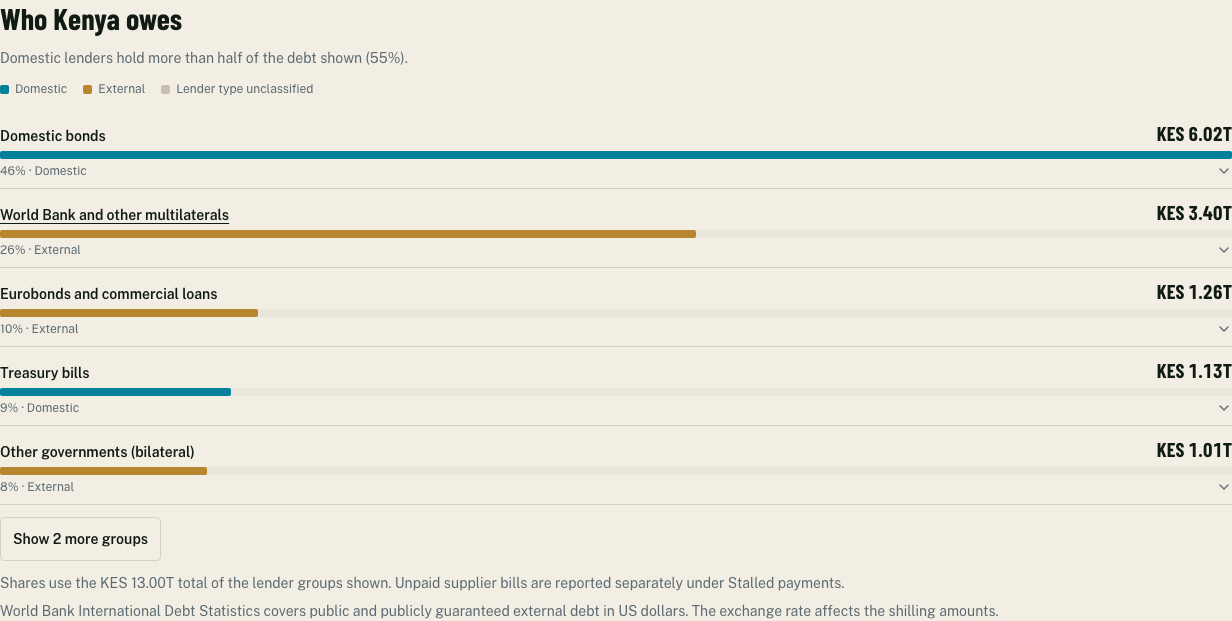 Who Kenya owes
Domestic lenders hold more than half of the debt shown (55%).
Domestic External Lender type unclassified
Domestic bonds KES 6.02T
46% · Domestic
World Bank and other multilaterals KES 3.40T
26% · External
Eurobonds and commercial loans KES 1.26T
10% · External
Treasury bills KES 1.13T
9% · Domestic
Other governments (bilateral) KES 1.01T
8% · External
Show 2 more groups
Shares use the KES 13.00T total of the lender groups shown. Unpaid supplier bills are reported separately under Stalled payments.
World Bank International Debt Statistics covers public and publicly guaranteed external debt in US dollars. The exchange rate affects the shilling amounts.